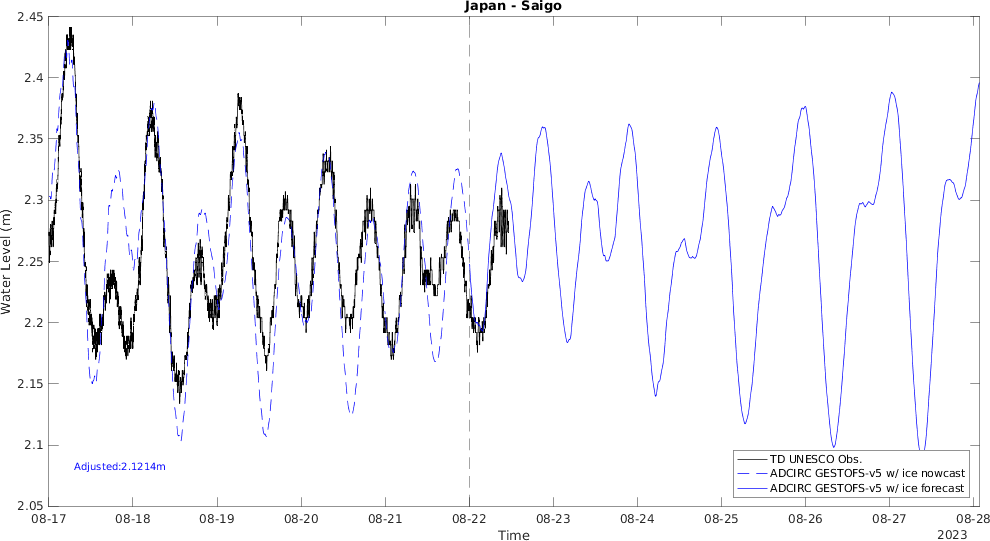 Japan - Saigo
2.45
2.4
2.35
2.3
2.25
2.2
2.15
2.1
2.05
Water Level (m)
Adjusted:2.1214m
TD UNESCO Obs.
ADCIRC GESTOFS-v5 w/ ice nowcast
ADCIRC GESTOFS-v5 w/ ice forecast
08-17 08-18 08-19 08-20 08-21 08-22 08-23 08-24 08-25 08-26 08-27 08-28
Time
2023